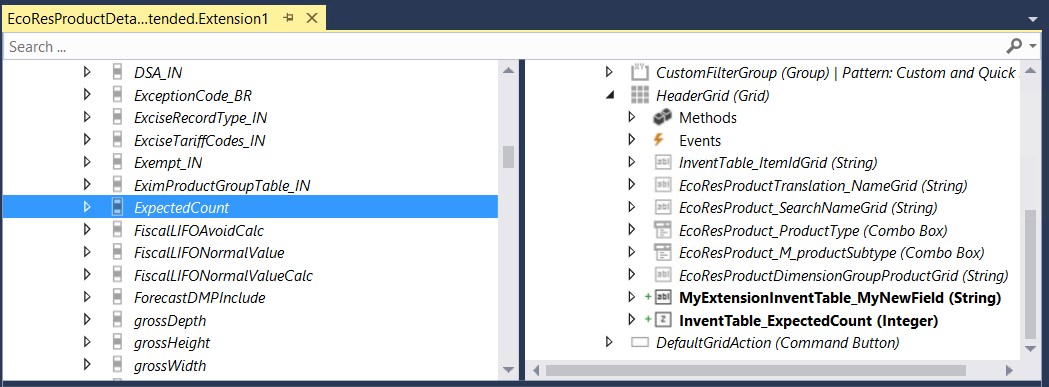 EcoResProductDeta...tended.Extension1
Search ...
DSA_IN
ExceptionCode_BR
ExciseRecordType_IN
ExciseTariffCodes_IN
Exempt_IN
EximProductGroupTable_IN
ExpectedCount
FiscalLIFOAvoidCalc
FiscalLIFONormalValue
FiscalLIFONormalValueCalc
ForecastDMPInclude
grossDepth
grossHeight
grossWidth
CustomFilterGroup (Group) | Pattern: Custom and Quick
HeaderGrid (Grid)
Methods
Events
InventTable_ItemIdGrid (String)
EcoResProductTranslation_NameGrid (String)
EcoResProduct_SearchNameGrid (String)
EcoResProduct_ProductType (Combo Box)
EcoResProduct_M_productSubtype (Combo Box)
EcoResProductDimensionGroupProductGrid (String)
MyExtensionInventTable_MyNewField (String)
InventTable_ExpectedCount (Integer)
DefaultGridAction (Command Button)